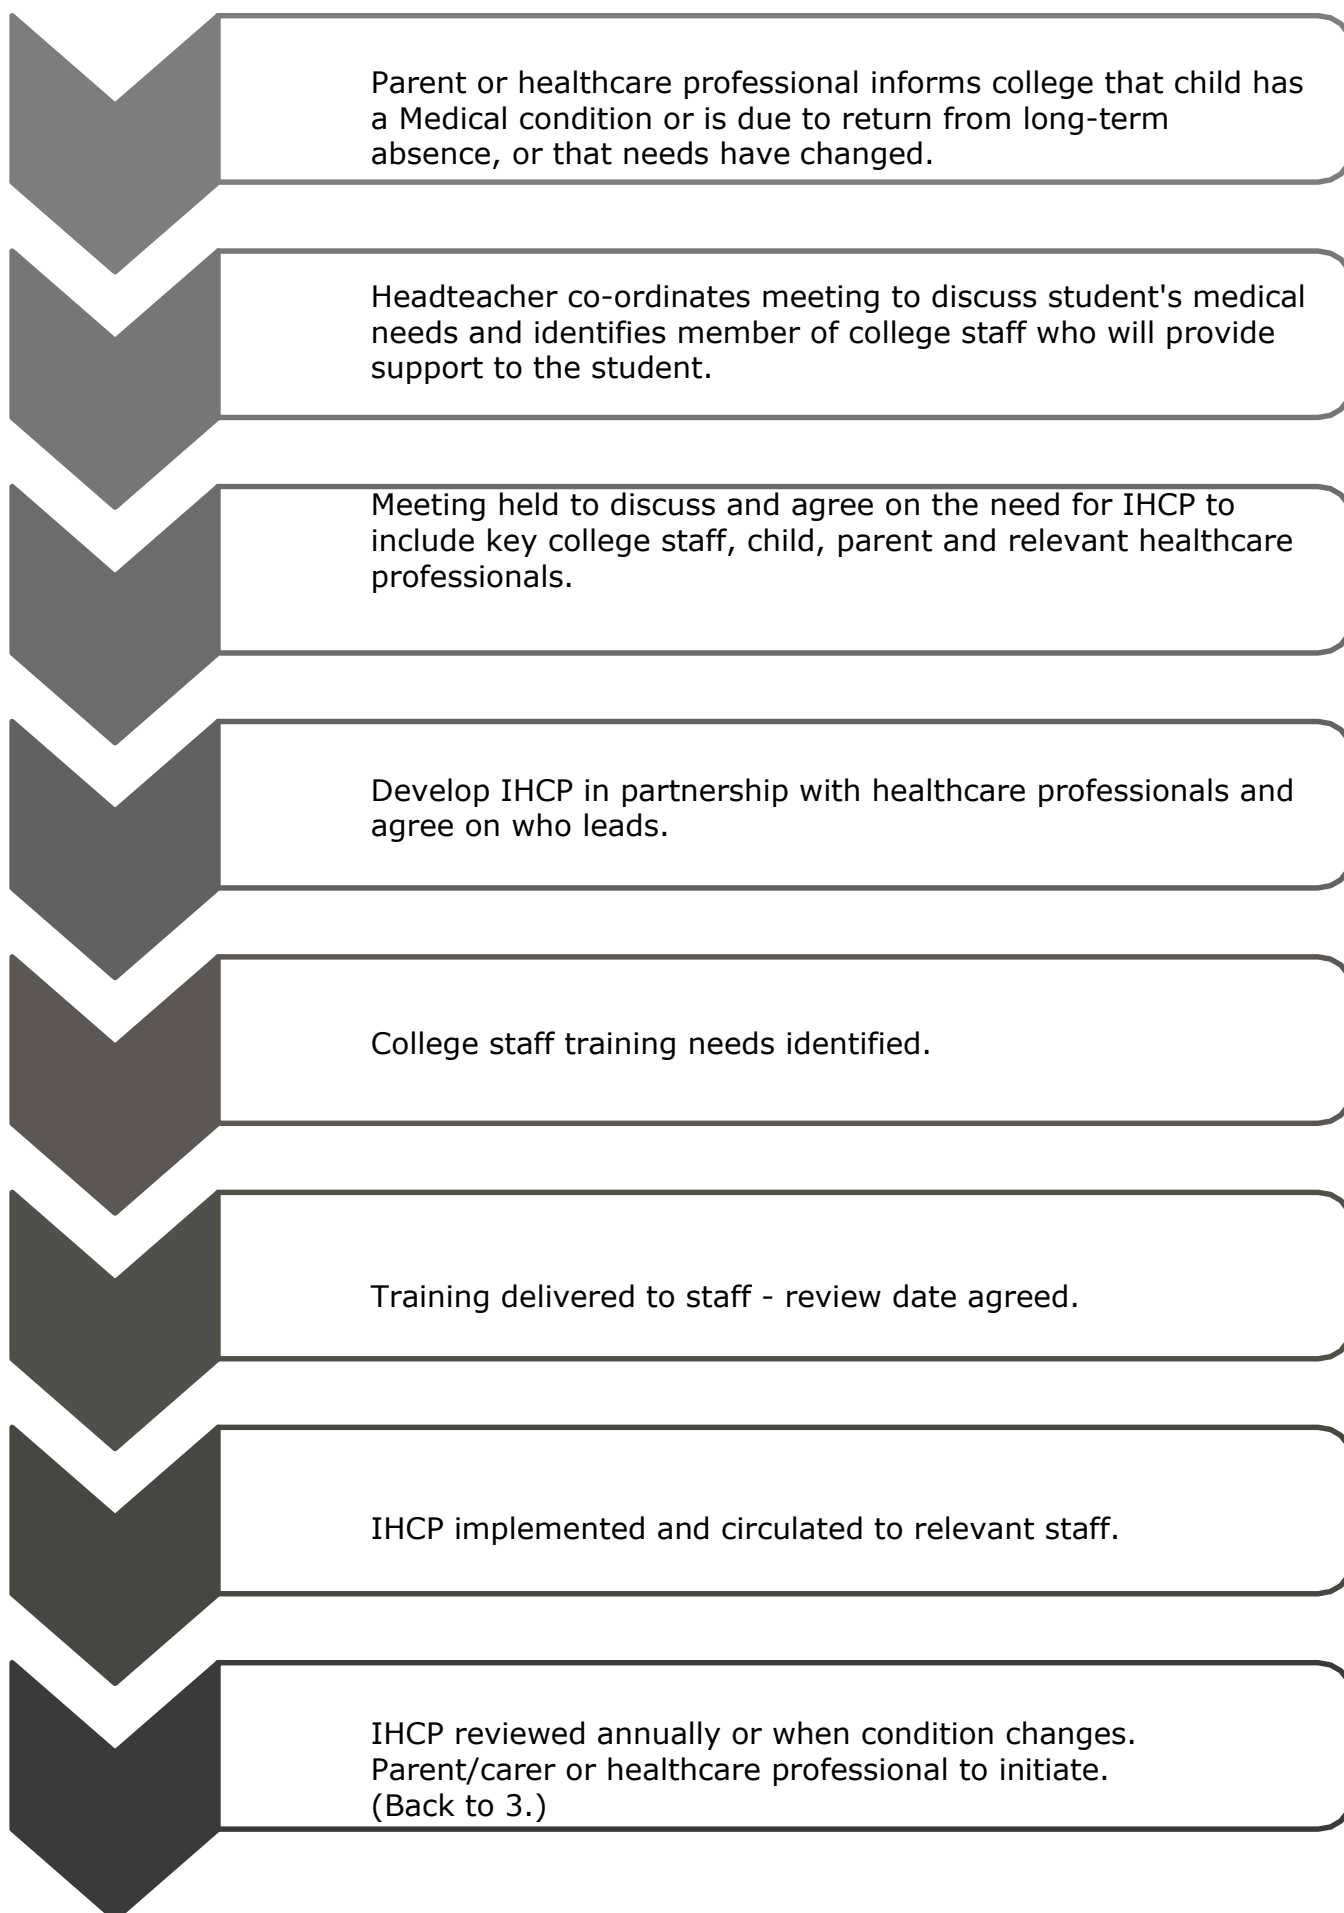 Parent or healthcare professional informs college that child has
a Medical condition or is due to return from long-term
absence, or that needs have changed.
Headteacher co-ordinates meeting to discuss student's medical
needs and identifies member of college staff who will provide
support to the student.
Meeting held to discuss and agree on the need for IHCP to
include key college staff, child, parent and relevant healthcare
professionals.
Develop IHCP in partnership with healthcare professionals and
agree on who leads.
College staff training needs identified.
Training delivered to staff - review date agreed.
IHCP implemented and circulated to relevant staff.
IHCP reviewed annually or when condition changes.
Parent/carer or healthcare professional to initiate.
(Back to 3.)